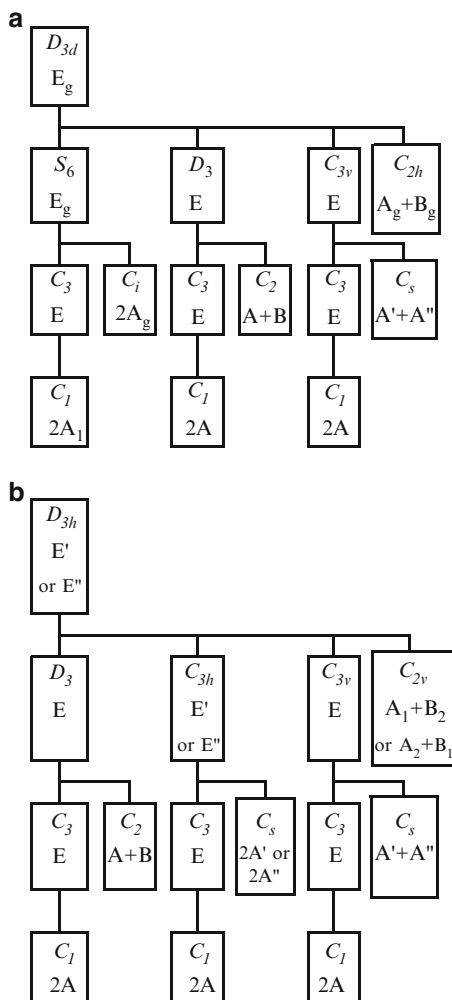 a
D3d
Eg
S6
Eg
D3
E
C3v
E
C2h
Ag+Bg
C3
E
Ci
2Ag
C3
E
C2
A+B
C3
E
Cs
A'+A"
C1
2A1
C1
2A
C1
2A
b
D3h
E'
or E"
D3
E
C3h
E'
or E"
C3v
E
C2v
A1+B2
or A2+B1
C3
E
C2
A+B
C3
E
Cs
2A' or
2A"
C3
E
Cs
A'+A"
C1
2A
C1
2A
C1
2A